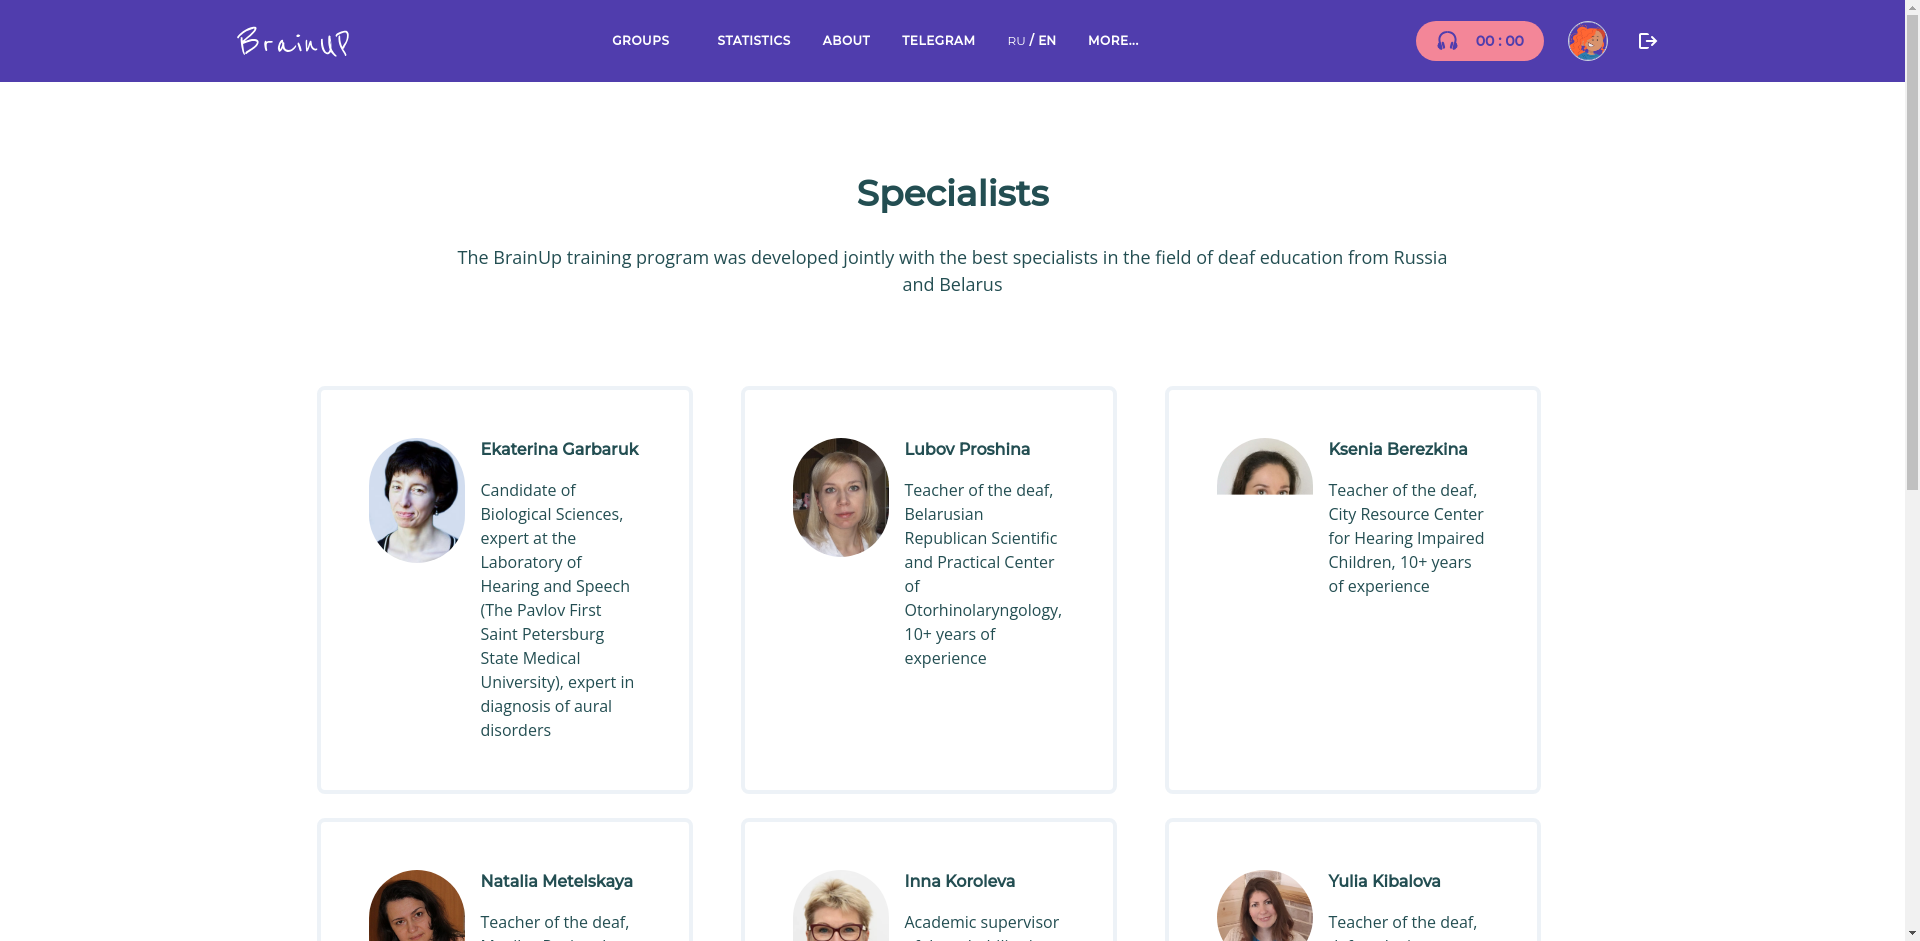 BrainUP
GROUPS STATISTICS ABOUT TELEGRAM RU / EN MORE...
00 : 00
Specialists
The BrainUp training program was developed jointly with the best specialists in the field of deaf education from Russia
and Belarus
Ekaterina Garbaruk
Candidate of
Biological Sciences,
expert at the
Laboratory of
Hearing and Speech
(The Pavlov First
Saint Petersburg
State Medical
University), expert in
diagnosis of aural
disorders
Lubov Proshina
Teacher of the deaf,
Belarusian
Republican Scientific
and Practical Center
of
Otorhinolaryngology,
10+ years of
experience
Ksenia Berezkina
Teacher of the deaf,
City Resource Center
for Hearing Impaired
Children, 10+ years
of experience
Natalia Metelskaya
Teacher of the deaf,
Inna Koroleva
Academic supervisor
Yulia Kibalova
Teacher of the deaf,